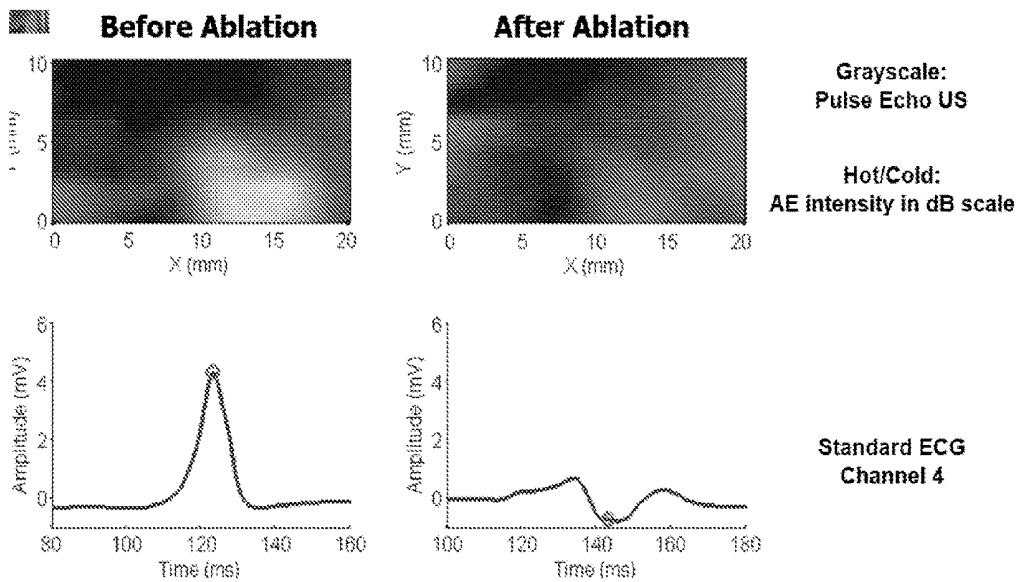 Before Ablation
After Ablation
10
5
0
Y (mm)
0 5 10 15 20
X (mm)
10
5
0
0 5 10 15 20
X (mm)
Grayscale:
Pulse Echo US
Hot/Cold:
AE intensity in dB scale
6
4
2
0
Amplitude (mV)
80 100 120 140 160
Time (ms)
6
4
2
0
Amplitude (mV)
100 120 140 160 180
Time (ms)
Standard ECG
Channel 4